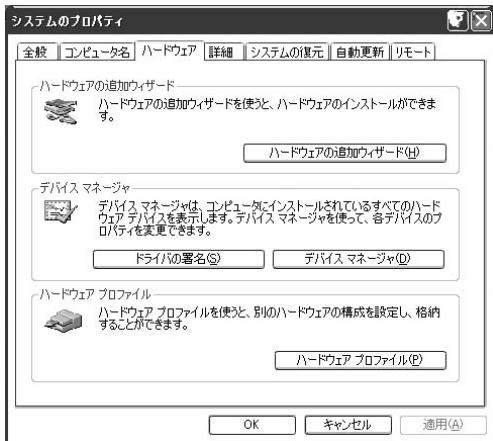 システムのプロパティ
全般 コンピュータ名 ハードウェア 詳細 システムの復元 自動更新 リモート
ハードウェアの追加ウィザード
ハードウェアの追加ウィザードを使うと、ハードウェアのインストールができま
す。
ハードウェアの追加ウィザード(H)
デバイス マネージャ
デバイス マネージャは、コンピュータにインストールされているすべてのハード
ウェア デバイスを表示します。デバイス マネージャを使って、各デバイスのプ
ロパティを変更できます。
ドライバの署名(S) デバイス マネージャ(D)
ハードウェア プロファイル
ハードウェア プロファイルを使うと、別のハードウェアの構成を設定し、格納
することができます。
ハードウェア プロファイル(P)
OK キャンセル 適用(A)